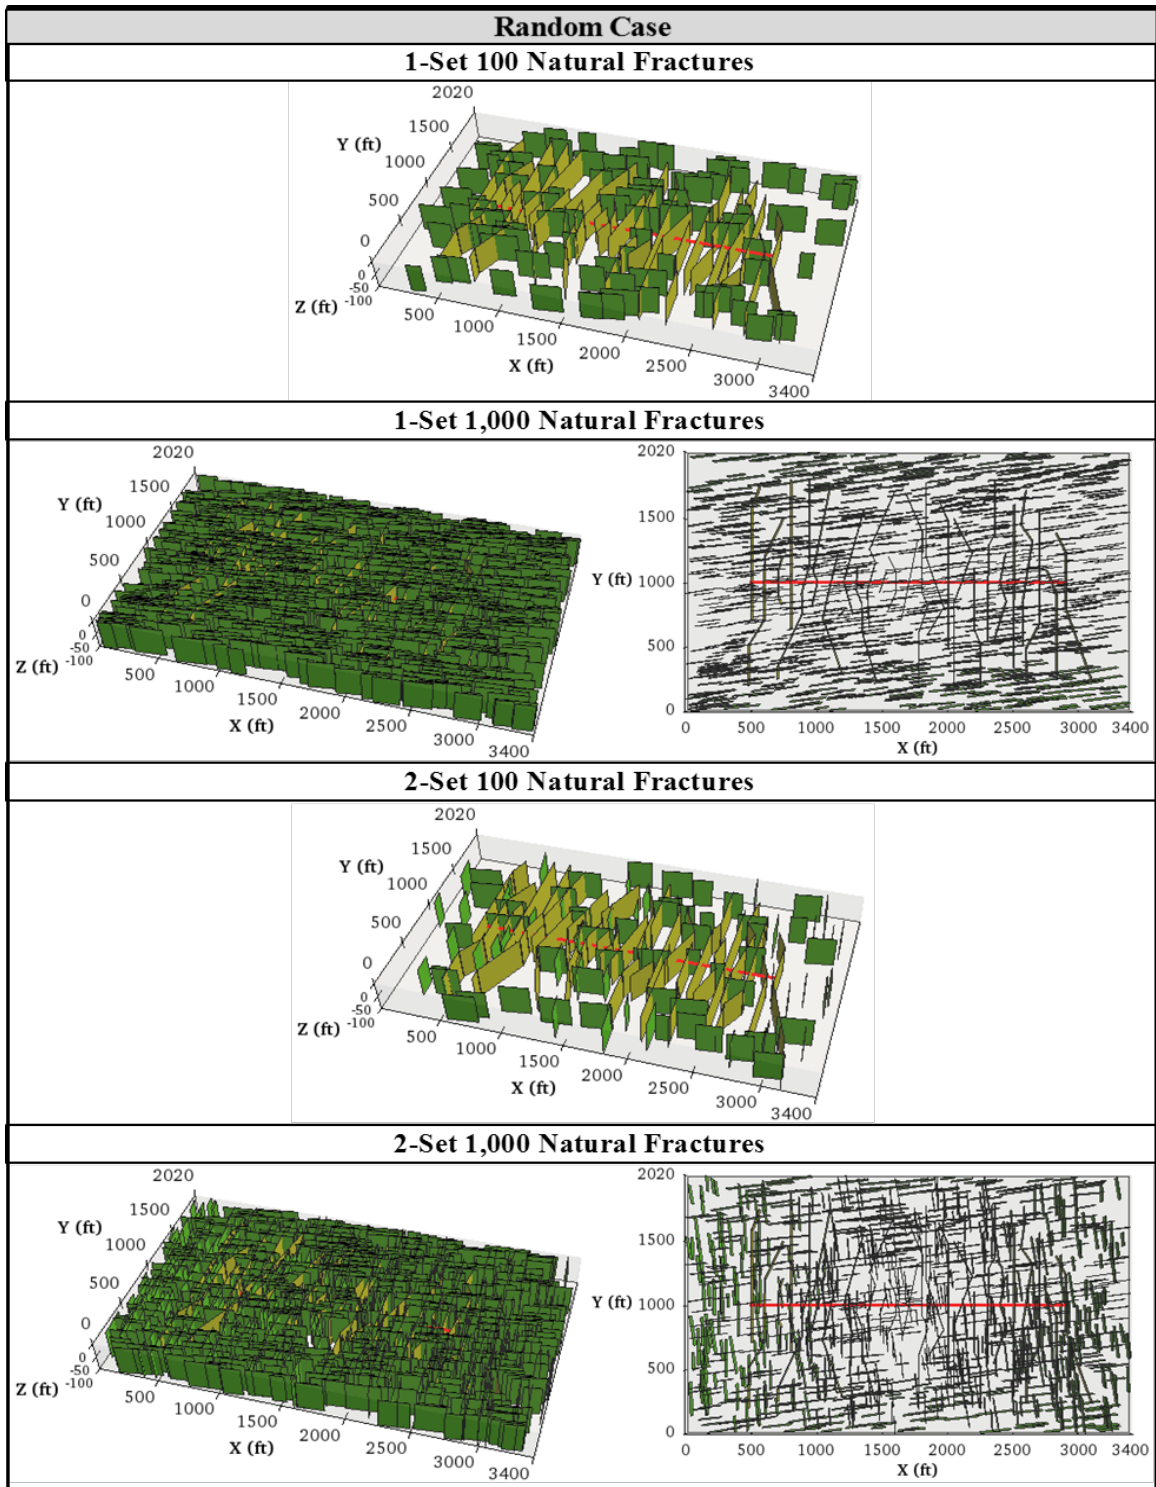 Random Case
1-Set 100 Natural Fractures
2020
1500
Y (ft)
1000
500
0
0
-50
-100
Z (ft)
500
1000
1500
2000
2500
3000
3400
X (ft)
1-Set 1,000 Natural Fractures
2020
1500
Y (ft)
1000
500
0
0
-50
-100
Z (ft)
500
1000
1500
2000
2500
3000
3400
X (ft)
2020
1500
Y (ft) 1000
500
0
0 500 1000 1500 2000 2500 3000 3400
X (ft)
2-Set 100 Natural Fractures
2020
1500
Y (ft)
1000
500
0
0
-50
-100
Z (ft)
500
1000
1500
2000
2500
3000
3400
X (ft)
2-Set 1,000 Natural Fractures
2020
1500
Y (ft)
1000
500
0
0
-50
-100
Z (ft)
500
1000
1500
2000
2500
3000
3400
X (ft)
2020
1500
Y (ft) 1000
500
0
0 500 1000 1500 2000 2500 3000 3400
X (ft)